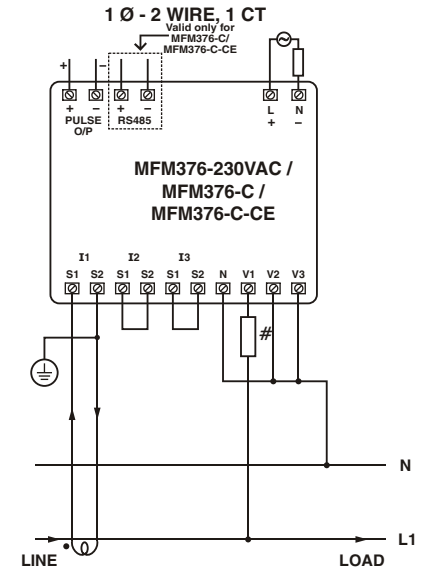 1 Ø - 2 WIRE, 1 CT
Valid only for
MFM376-C/
MFM376-C-CE
+ –
+ – + – L N
PULSE RS485 + –
O/P
MFM376-230VAC /
MFM376-C /
MFM376-C-CE
I1 I2 I3
S1 S2 S1 S2 S1 S2 N V1 V2 V3
#
N
L1
LINE LOAD